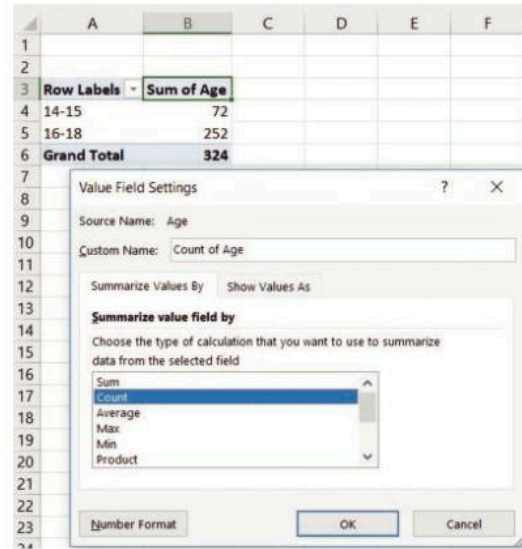 A B C D E F
1
2
3 Row Labels Sum of Age
4 14-15 72
5 16-18 252
6 Grand Total 324
7
8
9
10
11
12
13
14
15
16
17
18
19
20
21
22
23
24
Value Field Settings ? ×
Source Name: Age
Custom Name: Count of Age
Summarize Values By Show Values As
Summarize value field by
Choose the type of calculation that you want to use to summarize
data from the selected field
Sum
Count
Average
Max
Min
Product
Number Format OK Cancel